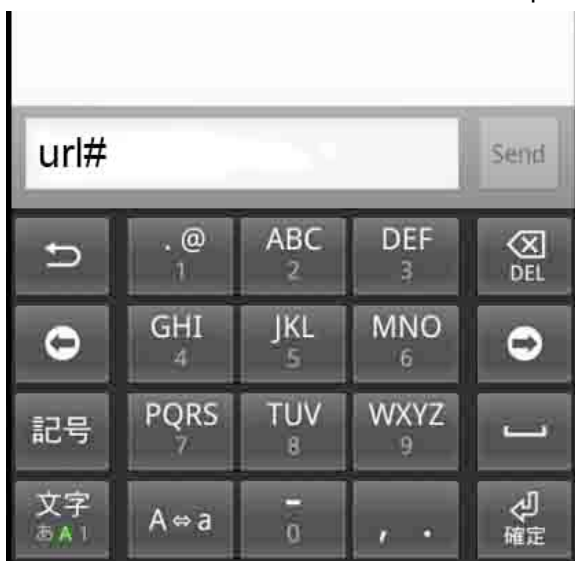 url#
Send
. @ ABC DEF
1 2 3 DEL
GHI JKL MNO
4 5 6
記号 PQRS TUV WXYZ
7 8 9
文字 A⇔a - , . 確定
あA1 0